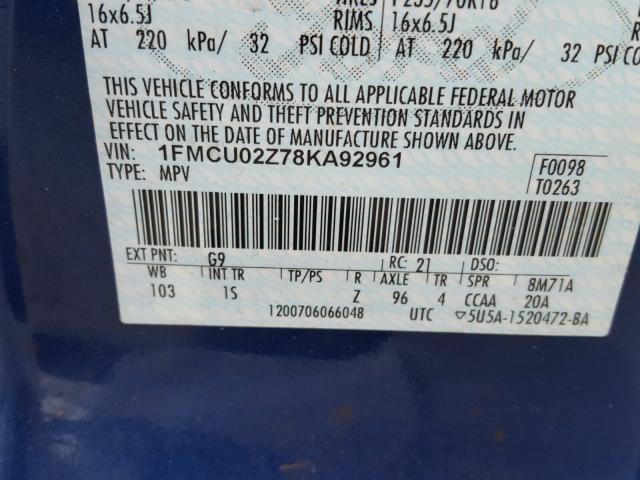 16x6.5J RIMS 16x6.5J
AT 220 kPa/ 32 PSI COLD AT 220 kPa/ 32 PSI CO
THIS VEHICLE CONFORMS TO ALL APPLICABLE FEDERAL MOTOR
VEHICLE SAFETY AND THEFT PREVENTION STANDARDS IN
EFFECT ON THE DATE OF MANUFACTURE SHOWN ABOVE.
VIN: 1FMCU02Z78KA92961
TYPE: MPV
F0098
T0263
EXT PNT: G9 RC: 21 DSO:
WB INT TR TP/PS R AXLE TR SPR 8M71A
103 1S Z 96 4 CCAA 20A
1200706066048 UTC ▽5U5A-1520472-BA